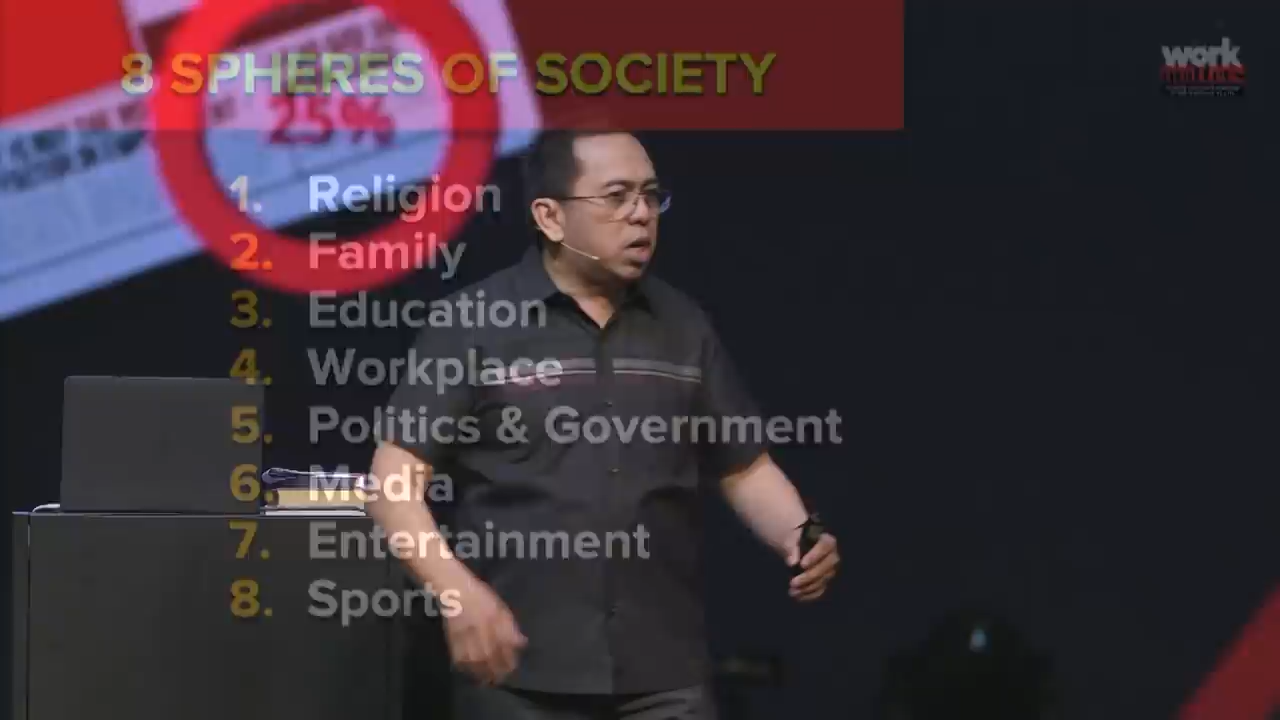 8 SPHERES OF SOCIETY
25%
1. Religion
2. Family
3. Education
4. Workplace
5. Politics & Government
6. Media
7. Entertainment
8. Sports
work